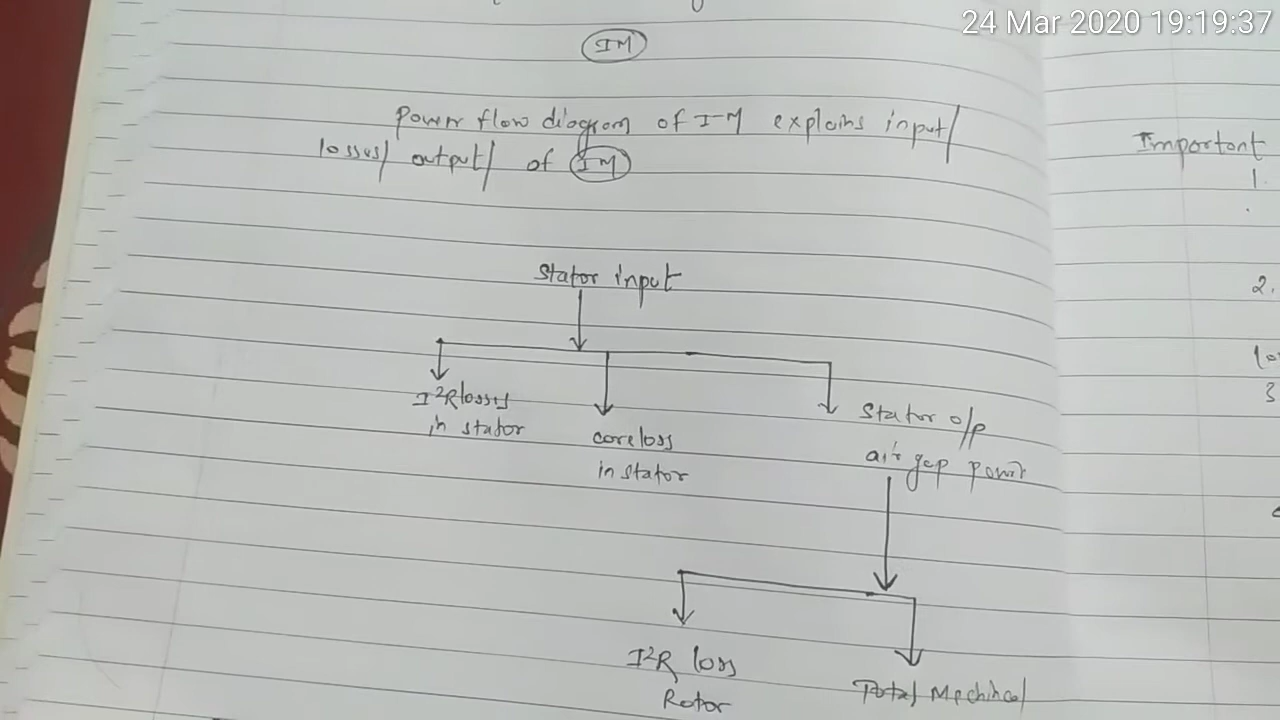 24 Mar 2020 19:19:37
IM
Power flow diagram of I-M explains input/
losses/ output/ of IM
Important
1.
2.
3
Stator input
I²R losses
in stator
core loss
in stator
Stator o/p
air gap power
I²R loss
Rotor
Total Mechincal